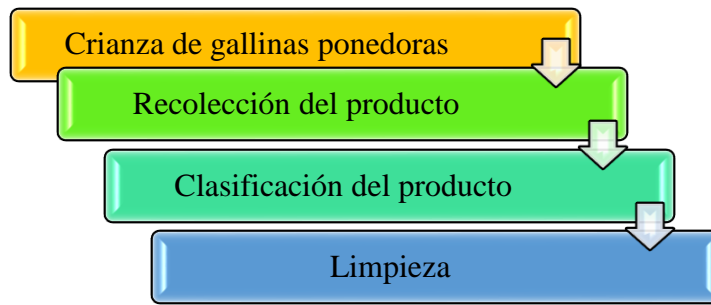 Crianza de gallinas ponedoras
Recolección del producto
Clasificación del producto
Limpieza